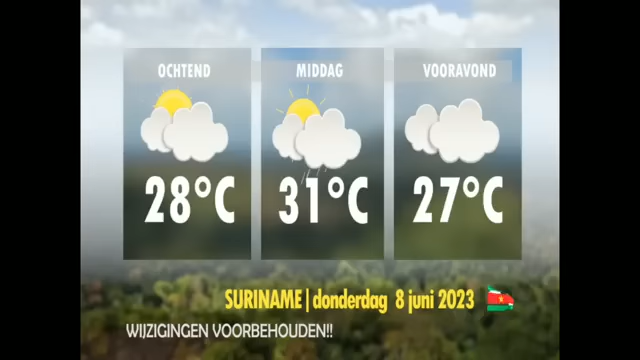 OCHTEND
MIDDAG
VOORAVOND
28°C
31°C
27°C
SURINAME | donderdag 8 juni 2023
WIJZIGINGEN VOORBEHOUDEN!!